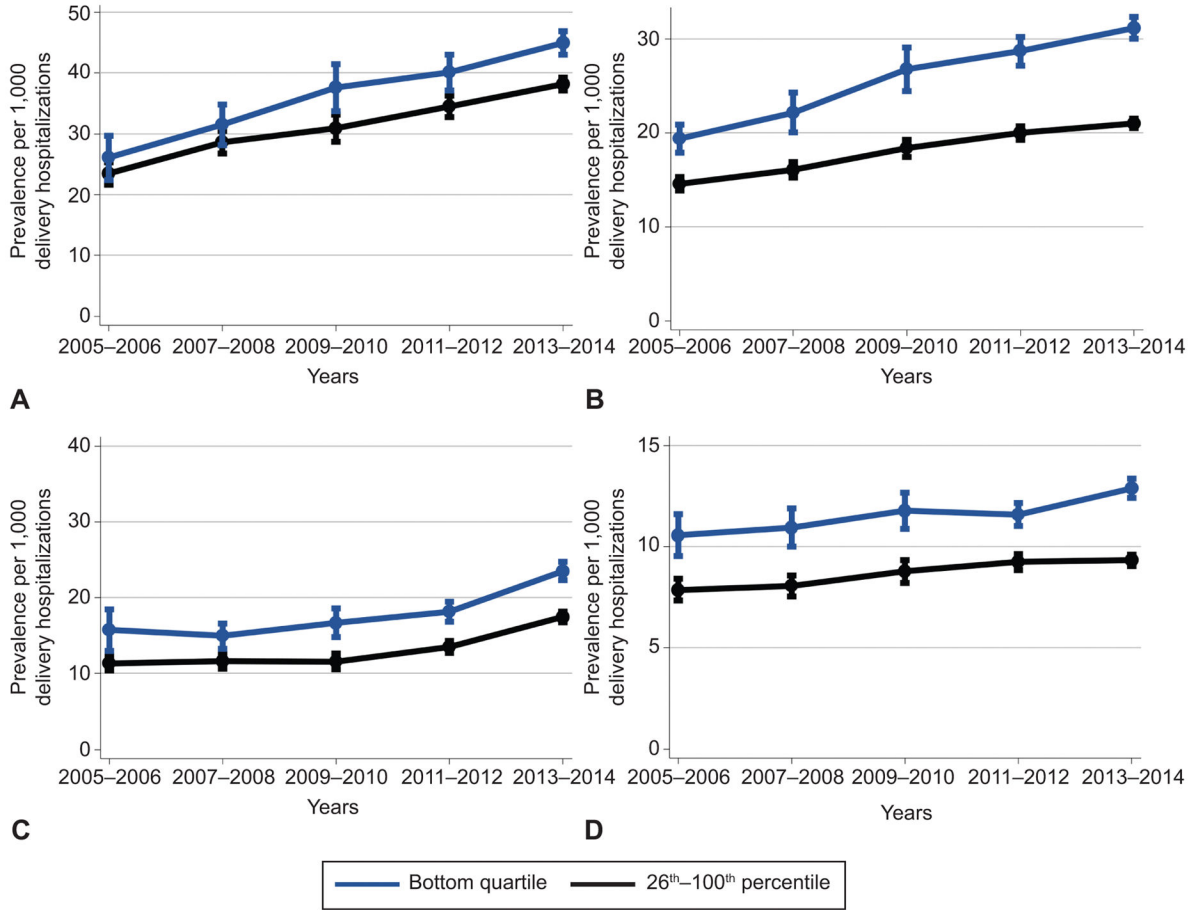 Prevalence per 1,000
delivery hospitalizations
50
40
30
20
10
0
2005–2006 2007–2008 2009–2010 2011–2012 2013–2014
Years
A
Prevalence per 1,000
delivery hospitalizations
30
20
10
0
2005–2006 2007–2008 2009–2010 2011–2012 2013–2014
Years
B
Prevalence per 1,000
delivery hospitalizations
40
30
20
10
0
2005–2006 2007–2008 2009–2010 2011–2012 2013–2014
Years
C
Prevalence per 1,000
delivery hospitalizations
15
10
5
0
2005–2006 2007–2008 2009–2010 2011–2012 2013–2014
Years
D
Bottom quartile 26th–100th percentile